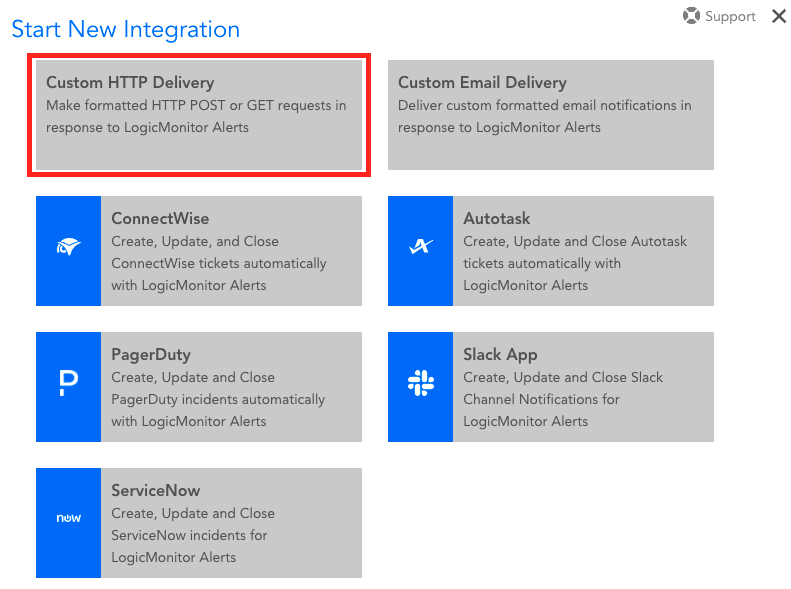 Start New Integration
Support
Custom HTTP Delivery
Make formatted HTTP POST or GET requests in
response to LogicMonitor Alerts
Custom Email Delivery
Deliver custom formatted email notifications in
response to LogicMonitor Alerts
ConnectWise
Create, Update, and Close
ConnectWise tickets automatically
with LogicMonitor Alerts
Autotask
Create, Update and Close Autotask
tickets automatically with
LogicMonitor Alerts
PagerDuty
Create, Update and Close
PagerDuty incidents automatically
with LogicMonitor Alerts
Slack App
Create, Update and Close Slack
Channel Notifications for
LogicMonitor Alerts
now
ServiceNow
Create, Update and Close
ServiceNow incidents for
LogicMonitor Alerts